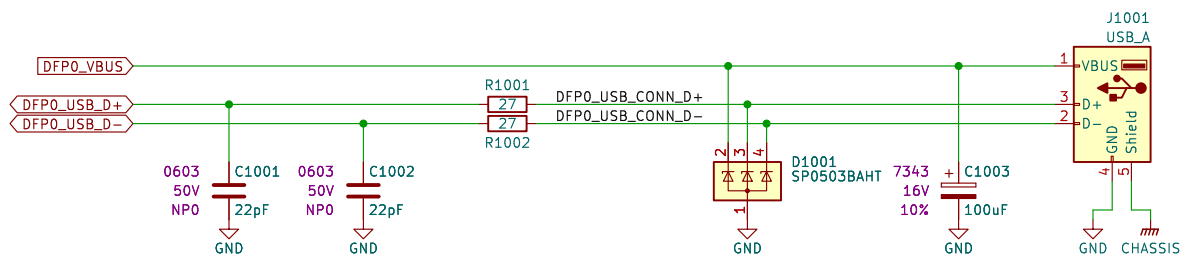 J1001
USB_A
DFP0_VBUS
1
VBUS
R1001
DFP0_USB_D+
27
DFP0_USB_CONN_D+
3
D+
DFP0_USB_D-
27
DFP0_USB_CONN_D-
2
D-
R1002
GND
Shield
2
3
4
D1001
SP0503BAHT
1
GND
0603
50V
NP0
C1001
22pF
GND
0603
50V
NP0
C1002
22pF
GND
7343
16V
10%
+
C1003
100uF
GND
4
5
GND
CHASSIS